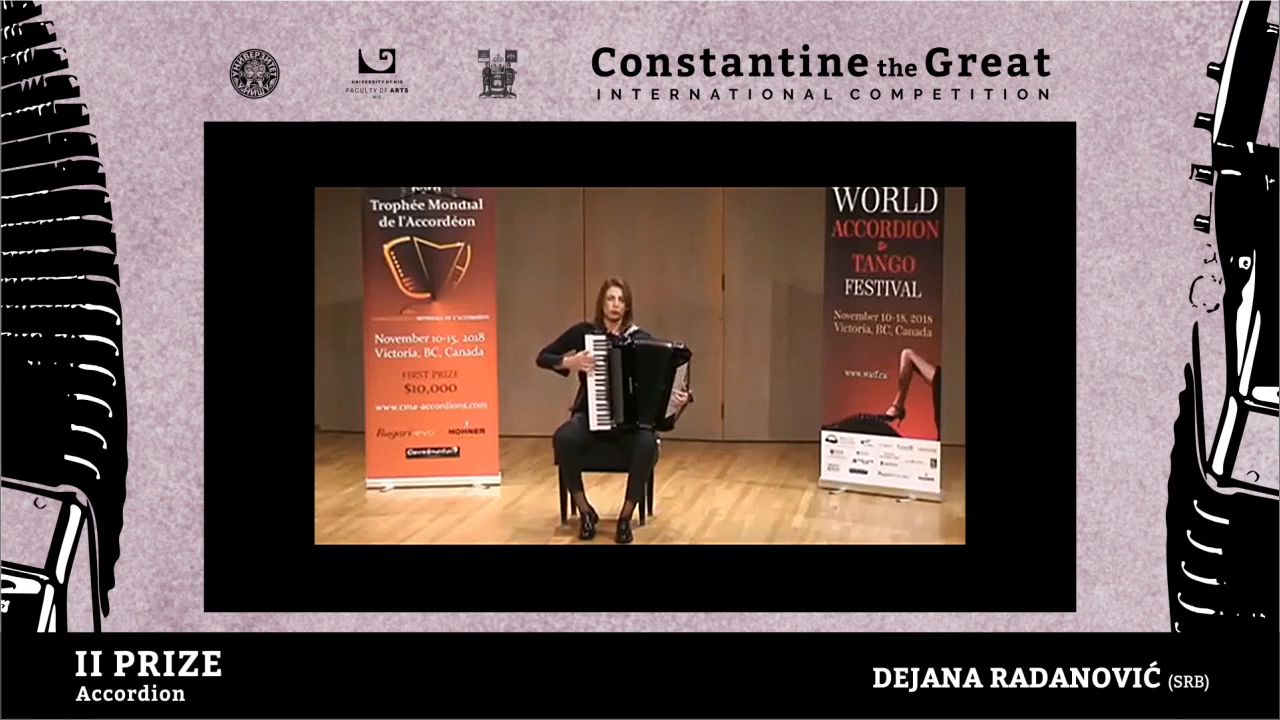 Constantine the Great
INTERNATIONAL COMPETITION
UNIVERSITY OF NIŠ
FACULTY OF ARTS
Trophée Mondial
de l'Accordéon
November 10-15, 2018
Victoria, BC, Canada
FIRST PRIZE
$10,000
www.cma-accordions.com
HOHNER
WORLD
ACCORDION
&
TANGO
FESTIVAL
November 10-18, 2018
Victoria, BC, Canada
II PRIZE
Accordion
DEJANA RADANOVIĆ (SRB)